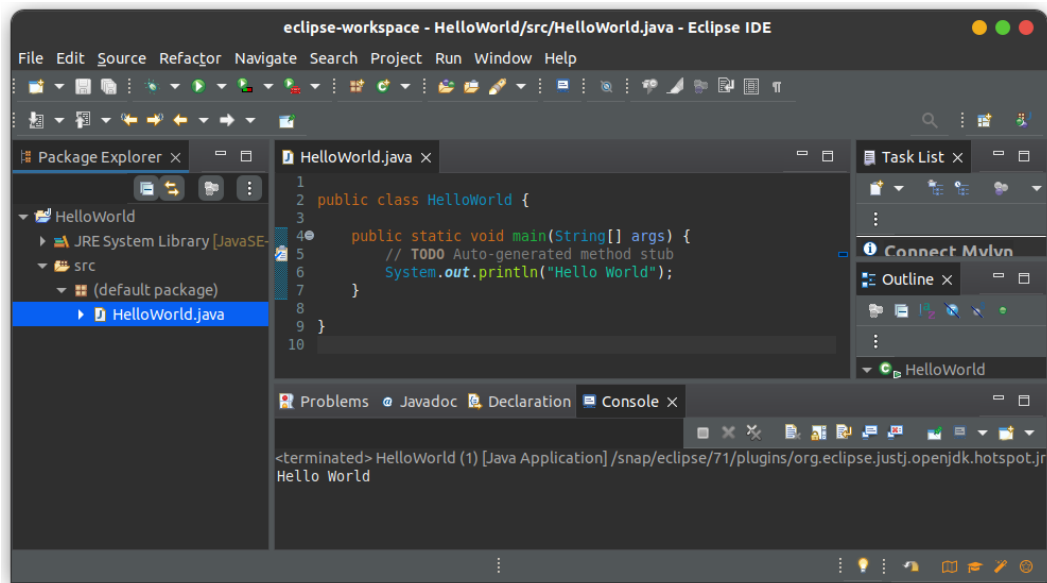 eclipse-workspace - HelloWorld/src/HelloWorld.java - Eclipse IDE
File Edit Source Refactor Navigate Search Project Run Window Help
Package Explorer
HelloWorld
JRE System Library [JavaSE-
src
(default package)
HelloWorld.java
HelloWorld.java
1
2 public class HelloWorld {
3
4 public static void main(String[] args) {
5 // TODO Auto-generated method stub
6 System.out.println("Hello World");
7 }
8
9 }
10
Task List
Connect Mylyn
Outline
HelloWorld
Problems Javadoc Declaration Console
<terminated> HelloWorld (1) [Java Application] /snap/eclipse/71/plugins/org.eclipse.justj.openjdk.hotspot.jr
Hello World